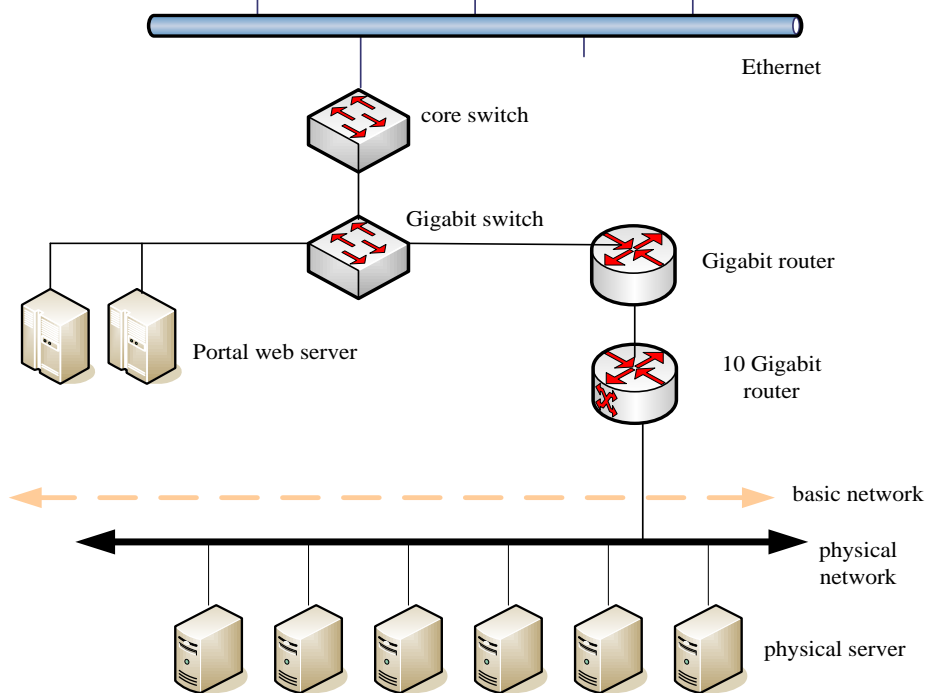 Ethernet
core switch
Gigabit switch
Gigabit router
Portal web server
10 Gigabit
router
basic network
physical
network
physical server